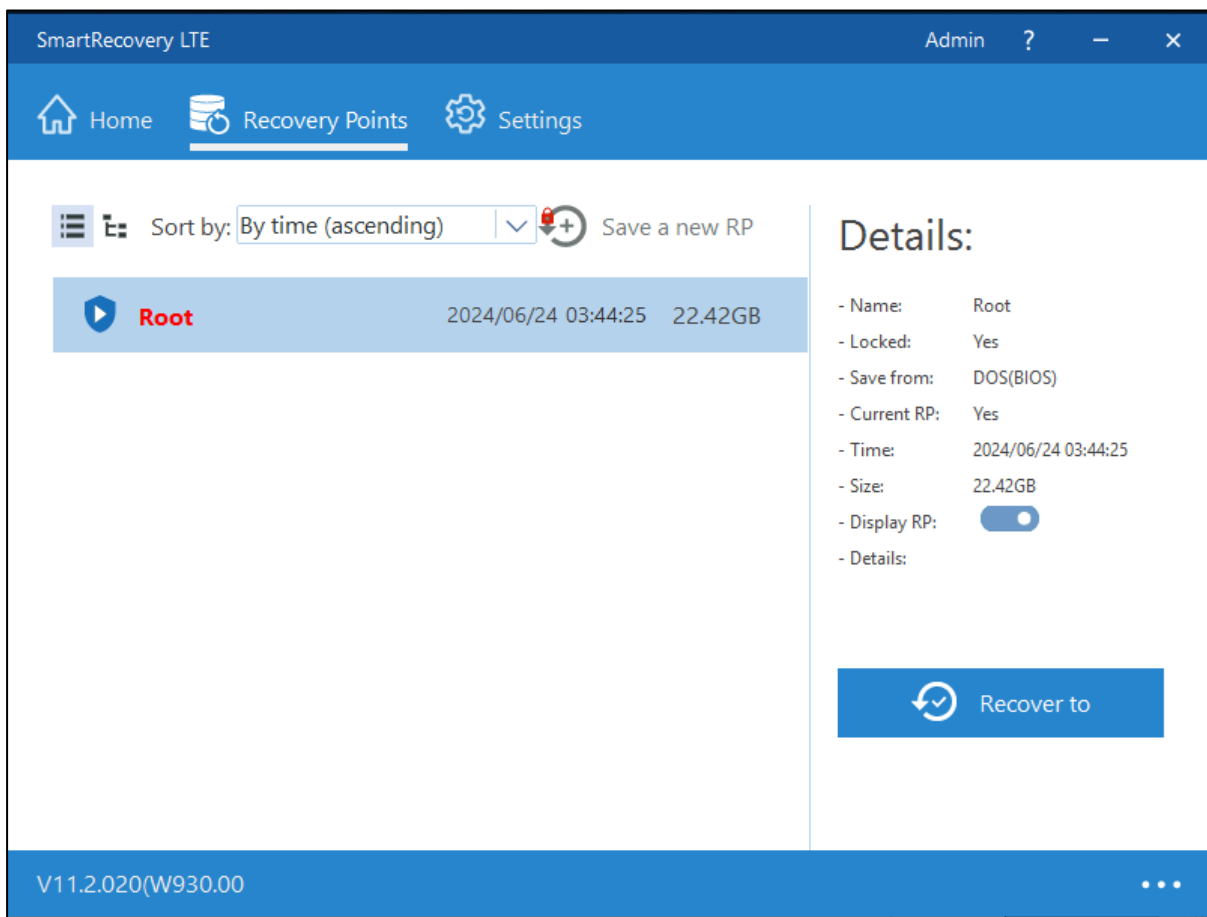 SmartRecovery LTE Admin ?
Home Recovery Points Settings
Sort by: By time (ascending) Save a new RP
Root 2024/06/24 03:44:25 22.42GB
Details:
- Name: Root
- Locked: Yes
- Save from: DOS(BIOS)
- Current RP: Yes
- Time: 2024/06/24 03:44:25
- Size: 22.42GB
- Display RP:
- Details:
Recover to
V11.2.020(W930.00